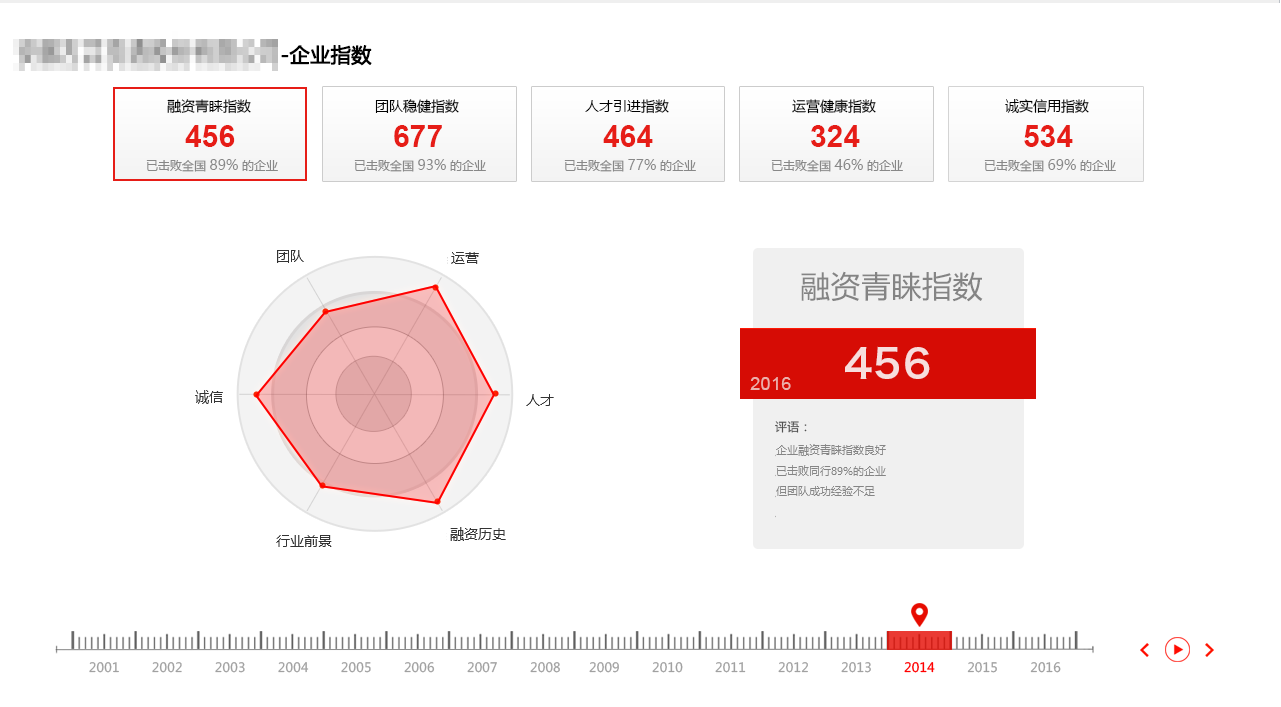 -企业指数
融资青睐指数
456
已击败全国 89% 的企业
团队稳健指数
677
已击败全国 93% 的企业
人才引进指数
464
已击败全国 77% 的企业
运营健康指数
324
已击败全国 46% 的企业
诚实信用指数
534
已击败全国 69% 的企业
团队
运营
诚信
人才
行业前景
融资历史
融资青睐指数
456
2016
评语：
企业融资青睐指数良好
已击败同行89%的企业
但团队成功经验不足
2001 2002 2003 2004 2005 2006 2007 2008 2009 2010 2011 2012 2013 2014 2015 2016